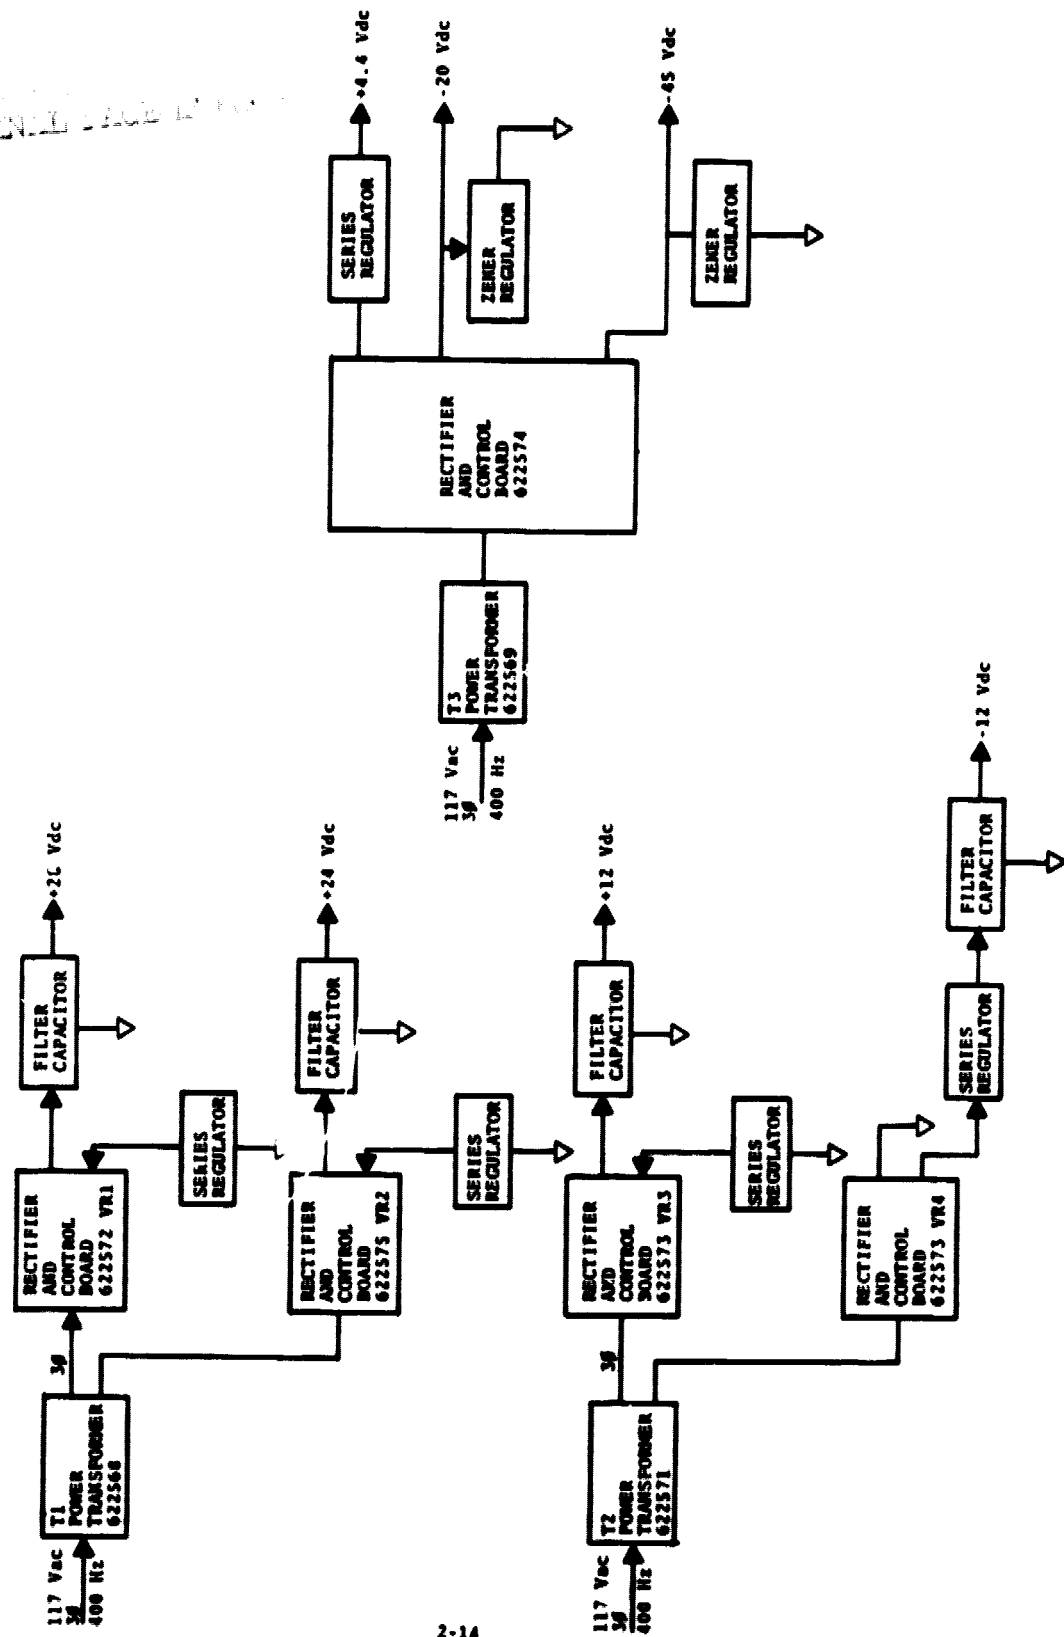 117 Vac
3Ø
400 Hz
T1
POWER
TRANSFORMER
622568
3Ø
RECTIFIER
AND
CONTROL
BOARD
622572 VR1
SERIES
REGULATOR
FILTER
CAPACITOR
RECTIFIER
AND
CONTROL
BOARD
622575 VR2
SERIES
REGULATOR
FILTER
CAPACITOR
+24 Vdc
117 Vac
3Ø
400 Hz
T2
POWER
TRANSFORMER
622571
3Ø
RECTIFIER
AND
CONTROL
BOARD
622573 VR3
SERIES
REGULATOR
FILTER
CAPACITOR
+12 Vdc
RECTIFIER
AND
CONTROL
BOARD
622573 VR4
SERIES
REGULATOR
FILTER
CAPACITOR
-12 Vdc
117 Vac
3Ø
400 Hz
T3
POWER
TRANSFORMER
622569
RECTIFIER
AND
CONTROL
BOARD
622574
SERIES
REGULATOR
+4.4 Vdc
-20 Vdc
ZENER
REGULATOR
-45 Vdc
ZENER
REGULATOR
2-14